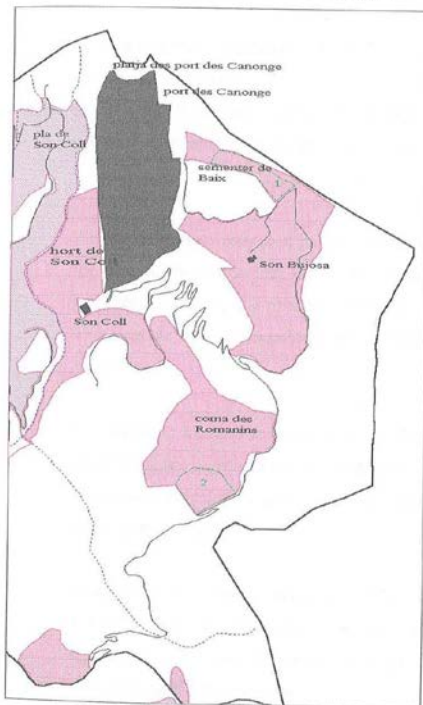 platja des port des Canonge
port des Canonge
pla de
Son Coll
sementer de
Baix
1
hort de
Son Coll
Son Bujosa
Son Coll
coma des
Romanins
2